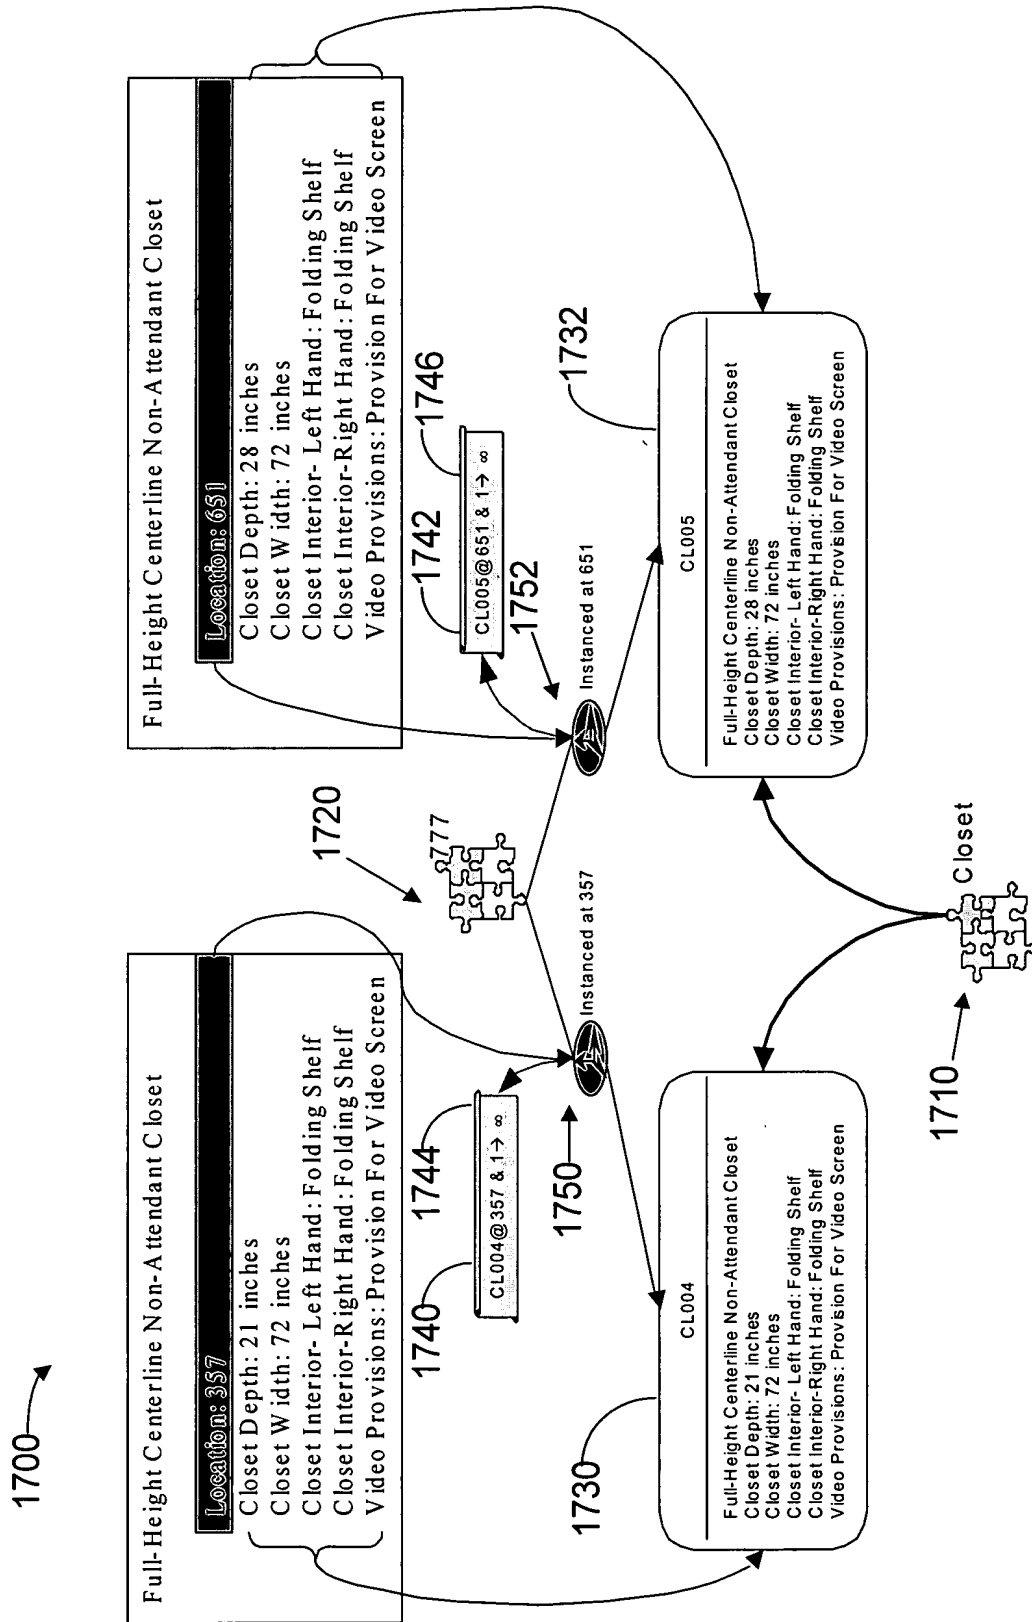 1700
Full-Height Centerline Non-Attendant Closet
Location: 357
Closet Depth: 21 inches
Closet Width: 72 inches
Closet Interior- Left Hand: Folding Shelf
Closet Interior-Right Hand: Folding Shelf
Video Provisions: Provision For Video Screen
Full-Height Centerline Non-Attendant Closet
Location: 651
Closet Depth: 28 inches
Closet Width: 72 inches
Closet Interior- Left Hand: Folding Shelf
Closet Interior-Right Hand: Folding Shelf
Video Provisions: Provision For Video Screen
1720
777
1740
1744
CL004@357 & 1→ ∞
1742
1746
CL005@651 & 1→ ∞
1750
Instanced at 357
1752
Instanced at 651
1730
CL004
Full-Height Centerline Non-Attendant Closet
Closet Depth: 21 inches
Closet Width: 72 inches
Closet Interior- Left Hand: Folding Shelf
Closet Interior-Right Hand: Folding Shelf
Video Provisions: Provision For Video Screen
1732
CL005
Full-Height Centerline Non-Attendant Closet
Closet Depth: 28 inches
Closet Width: 72 inches
Closet Interior- Left Hand: Folding Shelf
Closet Interior-Right Hand: Folding Shelf
Video Provisions: Provision For Video Screen
1710
Closet